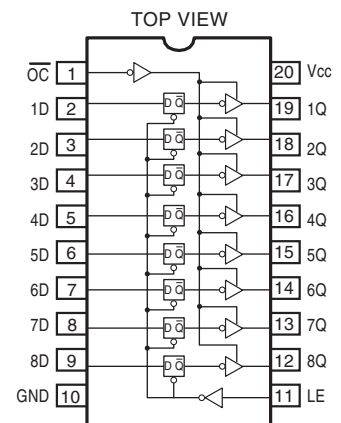 TOP VIEW
O̅C̅ 1 20 Vcc
1D 2 D Q̅ 19 1Q
2D 3 D Q̅ 18 2Q
3D 4 D Q̅ 17 3Q
4D 5 D Q̅ 16 4Q
5D 6 D Q̅ 15 5Q
6D 7 D Q̅ 14 6Q
7D 8 D Q̅ 13 7Q
8D 9 D Q̅ 12 8Q
GND 10 11 LE